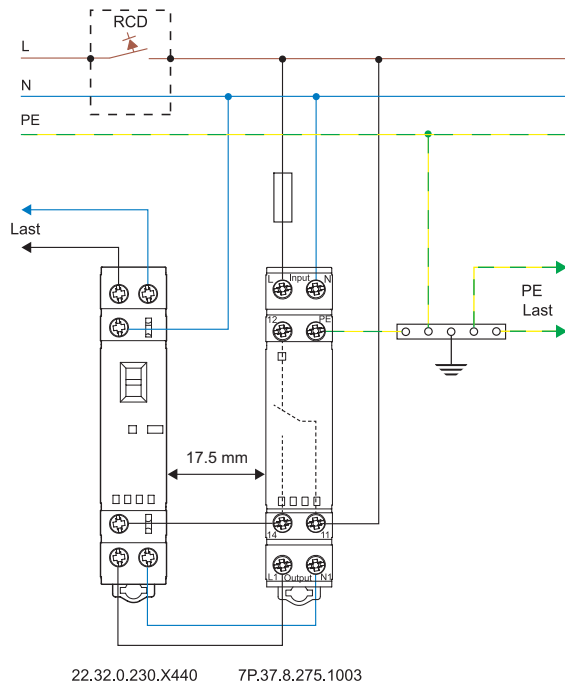 RCD
L
N
PE
Last
L Input N
12 PE
PE
Last
17.5 mm
14 11
L1 Output N1
22.32.0.230.X440 7P.37.8.275.1003